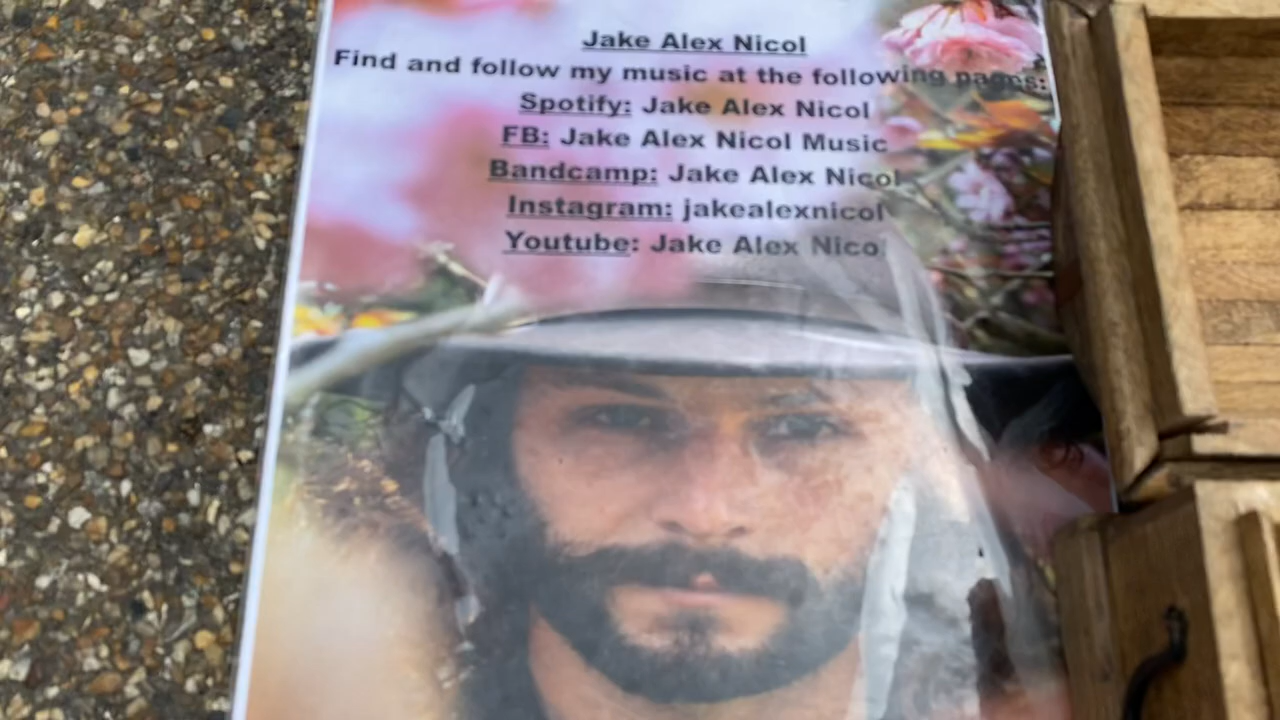 Jake Alex Nicol
Find and follow my music at the following pages:
Spotify: Jake Alex Nicol
FB: Jake Alex Nicol Music
Bandcamp: Jake Alex Nicol
Instagram: jakealexnicol
Youtube: Jake Alex Nicol